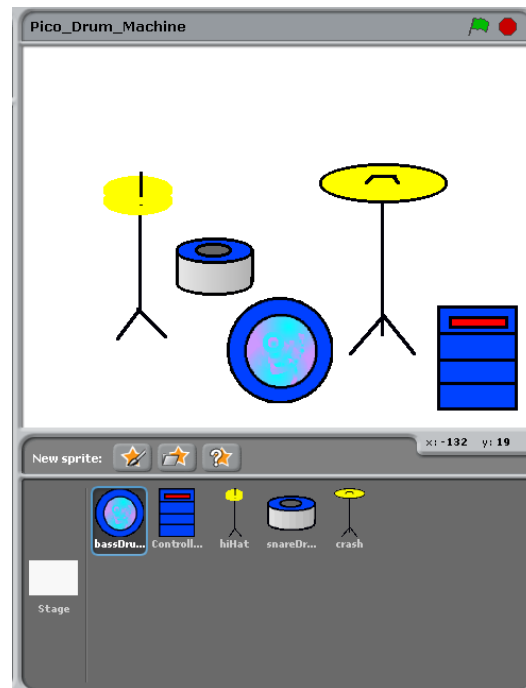 Pico_Drum_Machine
x: -132 y: 19
New sprite:
bassDru... Controll... hiHat snareDr... crash
Stage